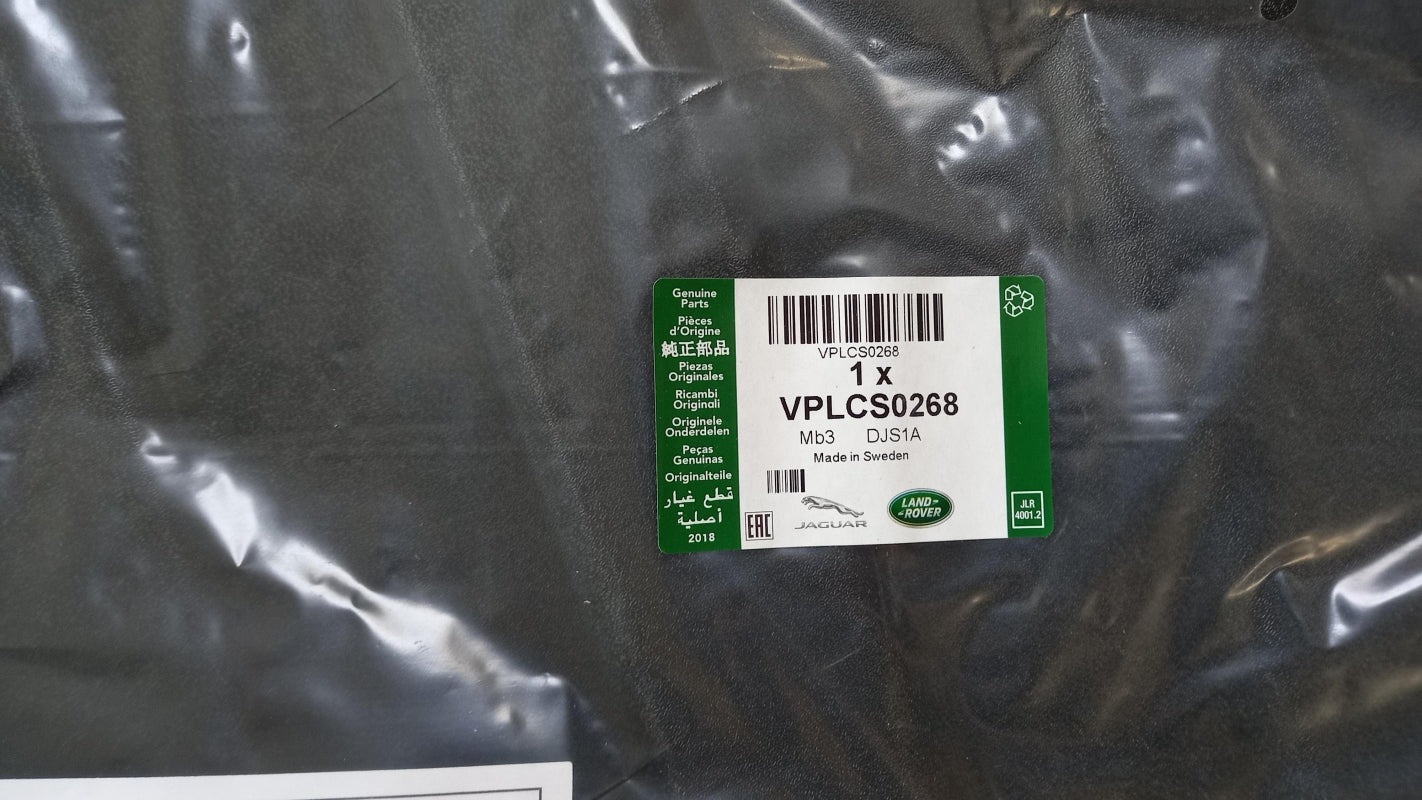 Genuine
Parts
Pièces
d'Origine
純正部品
Piezas
Originales
Ricambi
Originali
Originele
Onderdelen
Peças
Genuinas
Originalteile
قطع غيار
أصلية
2018
VPLCS0268
1 x
VPLCS0268
Mb3 DJS1A
Made in Sweden
EAC
JAGUAR
LAND-
-ROVER
JLR
4001.2